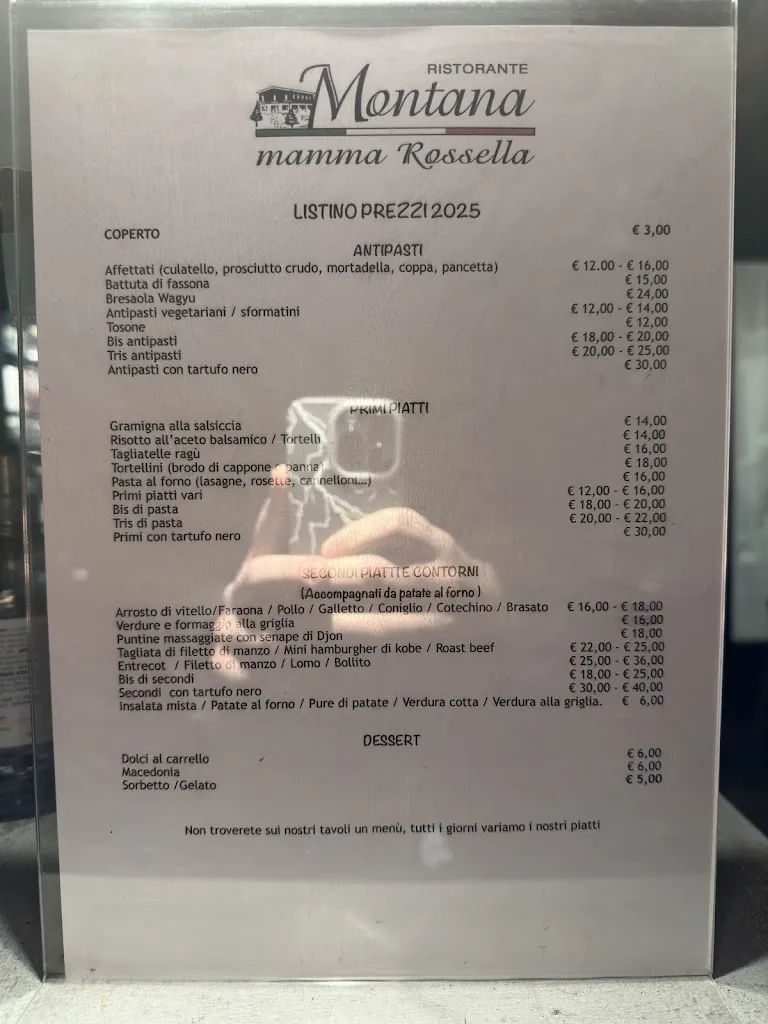 RISTORANTE
Montana
mamma Rossella
LISTINO PREZZI 2025
COPERTO € 3,00
ANTIPASTI
Affettati (culatello, prosciutto crudo, mortadella, coppa, pancetta) € 12.00 - € 16,00
Battuta di fassona € 15,00
Bresaola Wagyu € 24,00
Antipasti vegetariani / sformatini € 12,00 - € 14,00
Tosone € 12,00
Bis antipasti € 18,00 - € 20,00
Tris antipasti € 20,00 - € 25,00
Antipasti con tartufo nero € 30,00
PRIMI PIATTI
Gramigna alla salsiccia € 14,00
Risotto all'aceto balsamico / Tortelli € 14,00
Tagliatelle ragù € 16,00
Tortellini (brodo di cappone o panna) € 18,00
Pasta al forno (lasagne, rosette, cannelloni...) € 16,00
Primi piatti vari € 12,00 - € 16,00
Bis di pasta € 18,00 - € 20,00
Tris di pasta € 20,00 - € 22,00
Primi con tartufo nero € 30,00
SECONDI PIATTI E CONTORNI
(Accompagnati da patate al forno )
Arrosto di vitello/Faraona / Pollo / Galletto / Coniglio / Cotechino / Brasato € 16,00 - € 18,00
Verdure e formaggio alla griglia € 16,00
Puntine massaggiate con senape di Djon € 18,00
Tagliata di filetto di manzo / Mini hamburgher di kobe / Roast beef € 22,00 - € 25,00
Entrecot / Filetto di manzo / Lomo / Bollito € 25,00 - € 36,00
Bis di secondi € 18,00 - € 25,00
Secondi con tartufo nero € 30,00 - € 40,00
Insalata mista / Patate al forno / Pure di patate / Verdura cotta / Verdura alla griglia. € 6,00
DESSERT
Dolci al carrello € 6,00
Macedonia € 6,00
Sorbetto /Gelato € 5,00
Non troverete sui nostri tavoli un menù, tutti i giorni variamo i nostri piatti